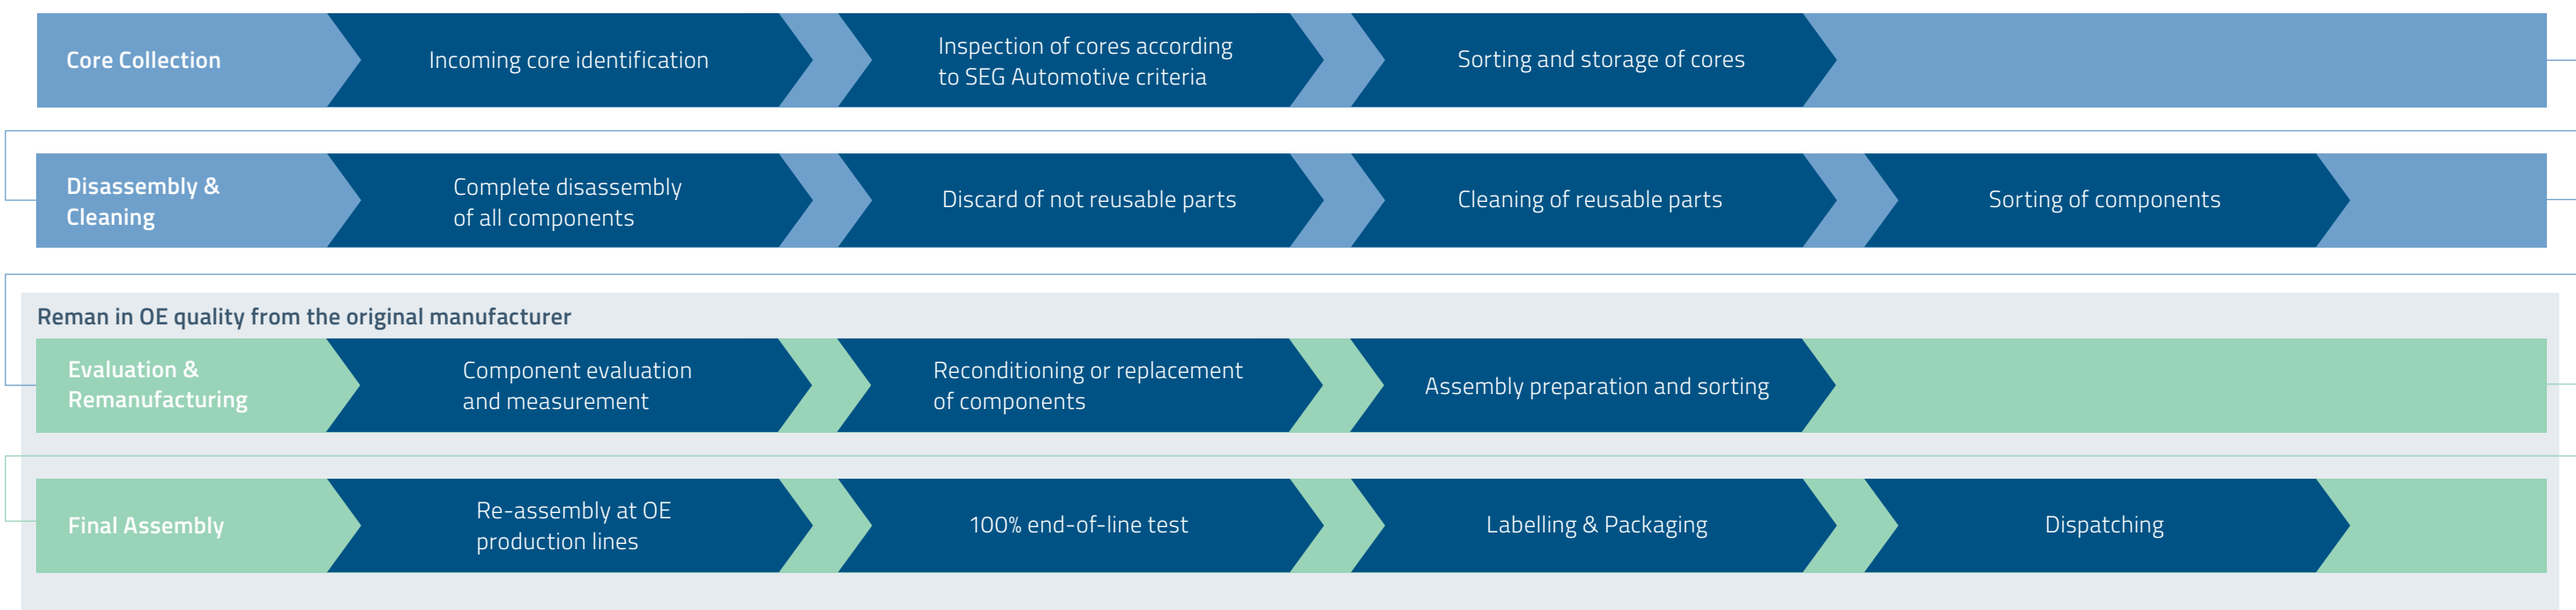 Core Collection
Incoming core identification
Inspection of cores according
to SEG Automotive criteria
Sorting and storage of cores
Disassembly &
Cleaning
Complete disassembly
of all components
Discard of not reusable parts
Cleaning of reusable parts
Sorting of components
Reman in OE quality from the original manufacturer
Evaluation &
Remanufacturing
Component evaluation
and measurement
Reconditioning or replacement
of components
Assembly preparation and sorting
Final Assembly
Re-assembly at OE
production lines
100% end-of-line test
Labelling & Packaging
Dispatching